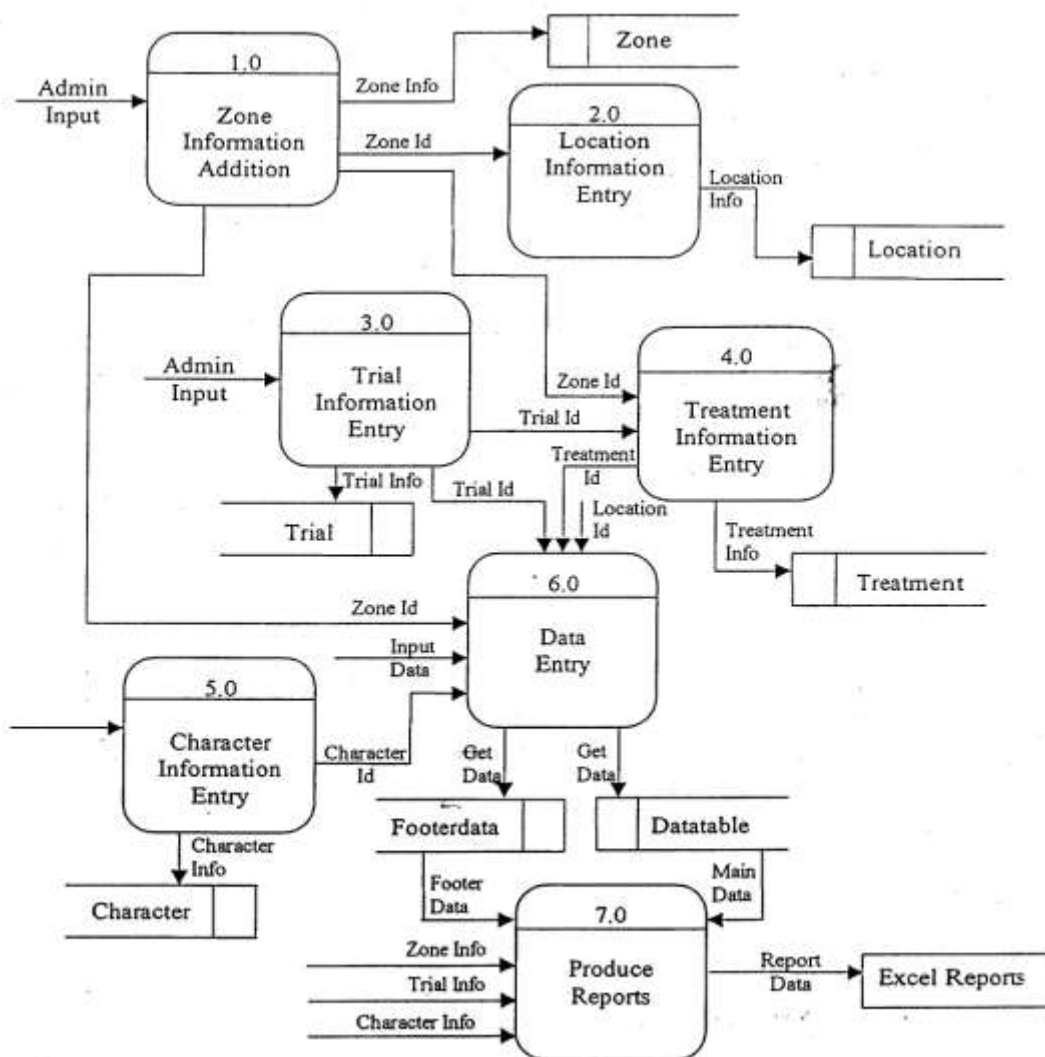 1.0
Zone
Information
Addition
Admin
Input
Zone Info
Zone
Zone Id
2.0
Location
Information
Entry
Location
Info
Location
3.0
Trial
Information
Entry
Admin
Input
4.0
Treatment
Information
Entry
Zone Id
Trial Id
Treatment
Id
Trial Info
Trial Id
Location
Id
Trial
Treatment
Info
Treatment
6.0
Data
Entry
Zone Id
Input
Data
5.0
Character
Information
Entry
Character
Id
Get
Data
Get
Data
Footerdata
Datatable
Character
Info
Character
Footer
Data
Main
Data
7.0
Produce
Reports
Zone Info
Trial Info
Character Info
Report
Data
Excel Reports